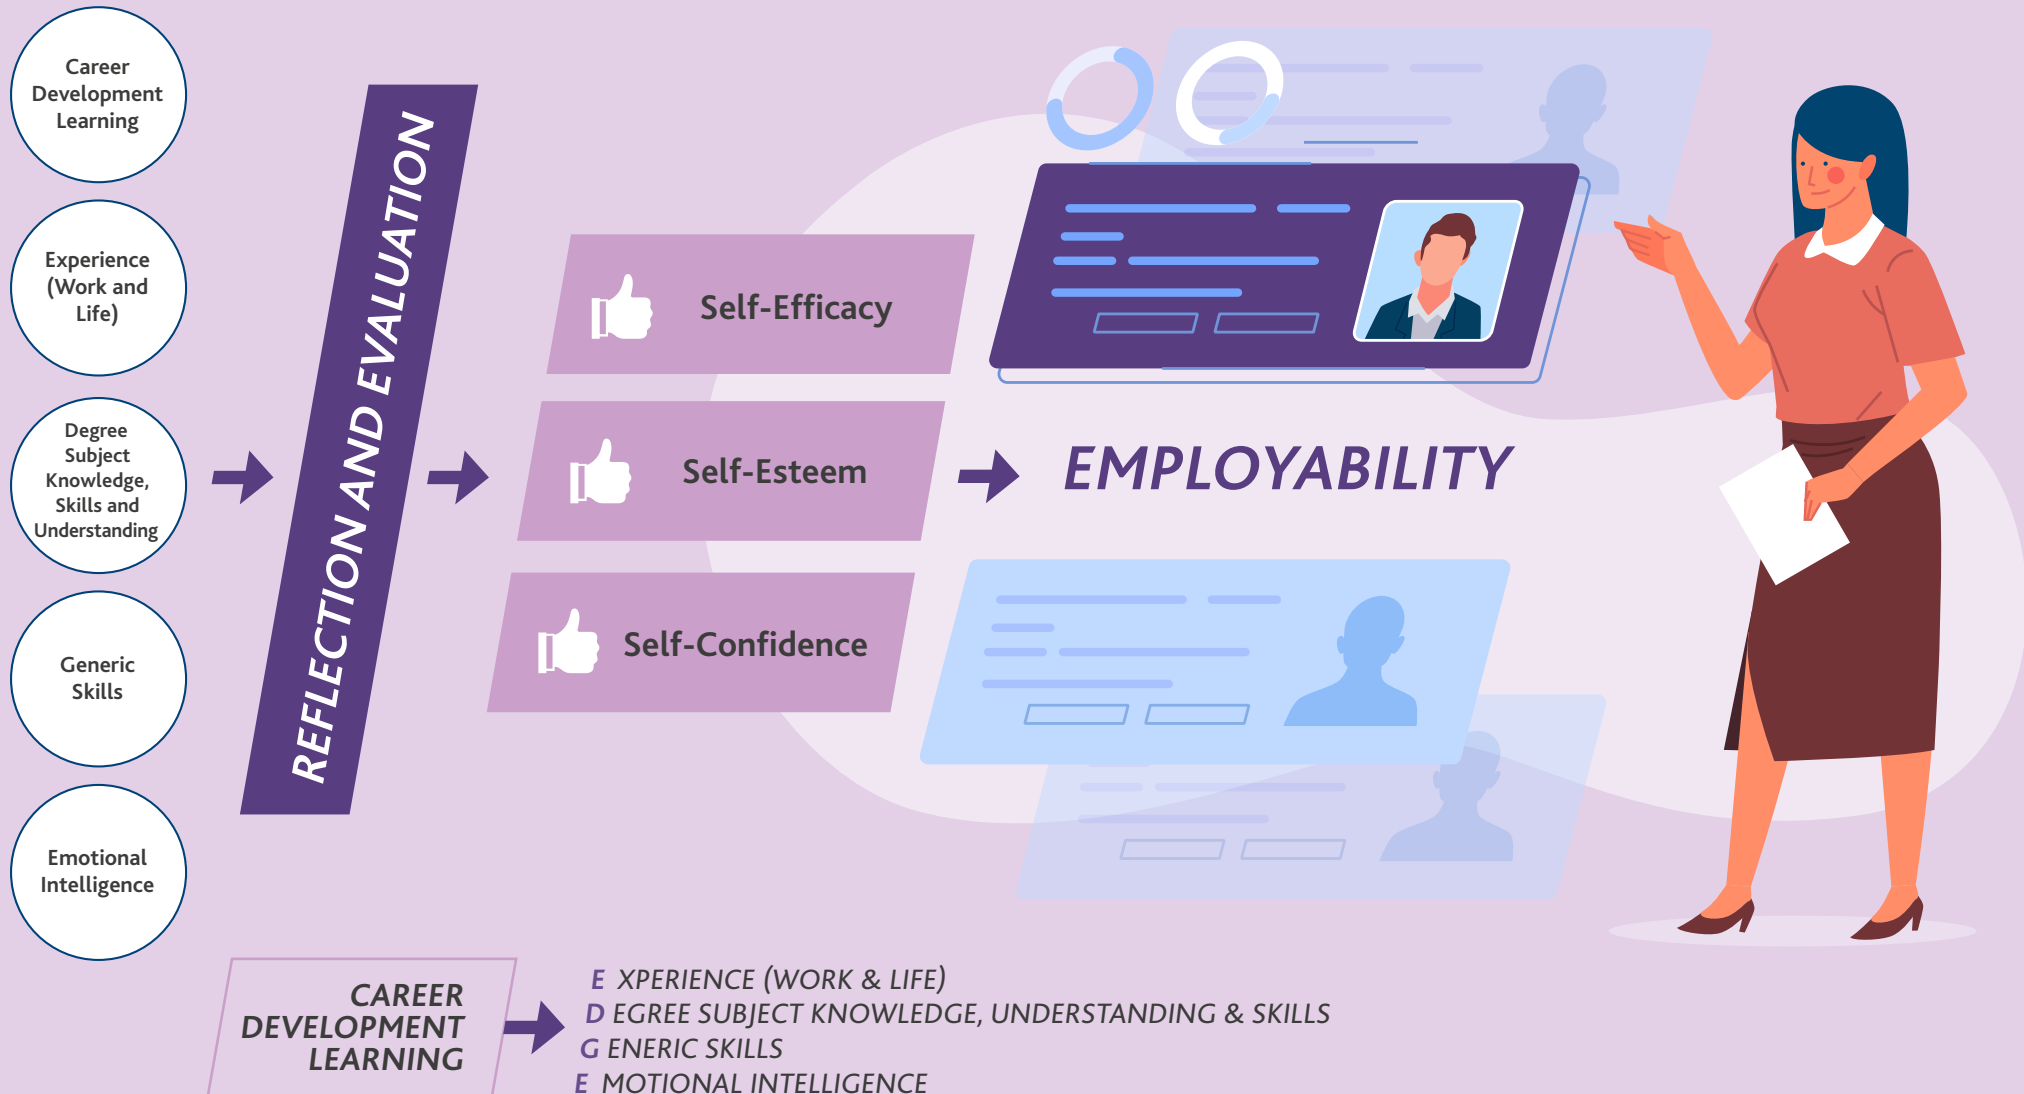 Career
Development
Learning
Experience
(Work and
Life)
Degree
Subject
Knowledge,
Skills and
Understanding
Generic
Skills
Emotional
Intelligence
REFLECTION AND EVALUATION
Self-Efficacy
Self-Esteem
Self-Confidence
EMPLOYABILITY
CAREER
DEVELOPMENT
LEARNING
E XPERIENCE (WORK & LIFE)
D EGREE SUBJECT KNOWLEDGE, UNDERSTANDING & SKILLS
G ENERIC SKILLS
E MOTIONAL INTELLIGENCE